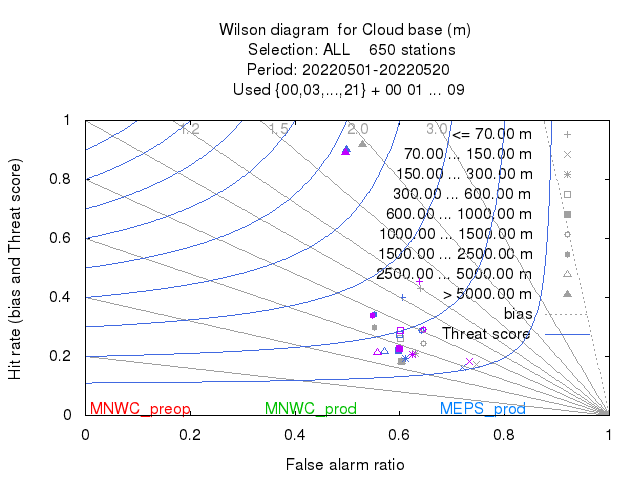 Wilson diagram  for Cloud base (m)
Selection: ALL    650 stations
Period: 20220501-20220520
Used {00,03,...,21} + 00 01 ... 09
1.2 1.5 2.0 3.0
<= 70.00 m
70.00 ... 150.00 m
150.00 ... 300.00 m
300.00 ... 600.00 m
600.00 ... 1000.00 m
1000.00 ... 1500.00 m
1500.00 ... 2500.00 m
2500.00 ... 5000.00 m
> 5000.00 m
bias
Threat score
Hit rate (bias and Threat score)
1
0.8
0.6
0.4
0.2
0
MNWC_preop MNWC_prod MEPS_prod
0 0.2 0.4 0.6 0.8 1
False alarm ratio